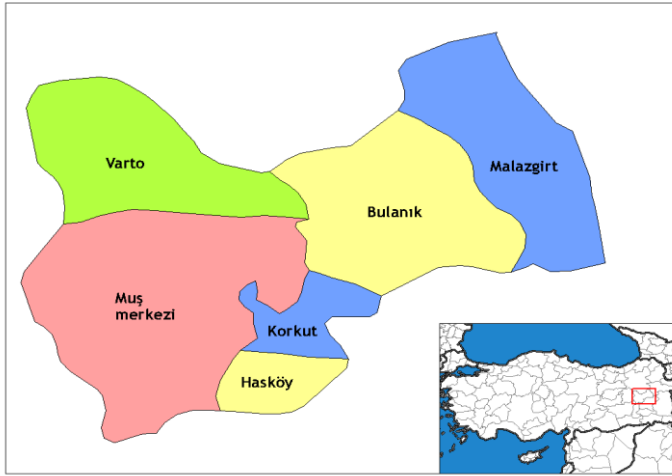 Varto
Malazgirt
Bulanık
Muş
merkezi
Korkut
Hasköy